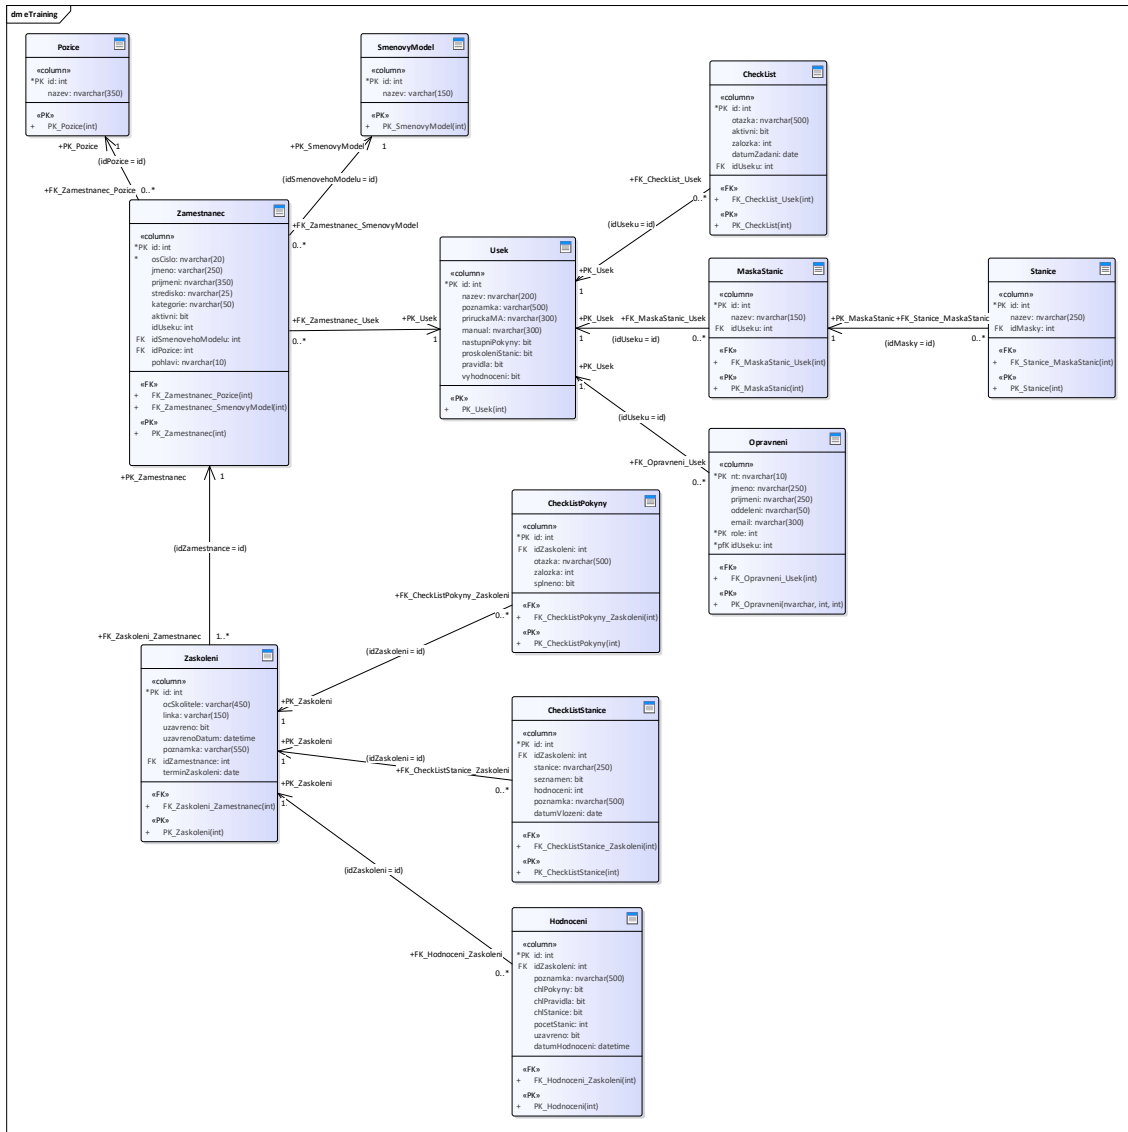 dm eTraining
Pozice
«column»
*PK id: int
nazev: nvarchar(350)
«PK»
+ PK_Pozice(int)
SmenovyModel
«column»
*PK id: int
nazev: varchar(150)
«PK»
+ PK_SmenovyModel(int)
CheckList
«column»
*PK id: int
otazka: nvarchar(500)
aktivni: bit
zalozka: int
datumZadani: date
FK idUseku: int
«FK»
+ FK_CheckList_Usek(int)
«PK»
+ PK_CheckList(int)
+PK_Pozice 1
(idPozice = id)
+FK_Zamestnanec_Pozice 0..*
+PK_SmenovyModel 1
(idSmenovehoModelu = id)
+FK_Zamestnanec_SmenovyModel
0..*
+FK_CheckList_Usek
0..*
(idUseku = id)
+PK_Usek
1
Zamestnanec
«column»
*PK id: int
* osCislo: nvarchar(20)
jmeno: varchar(250)
prijmeni: nvarchar(350)
stredisko: nvarchar(25)
kategorie: nvarchar(50)
aktivni: bit
idUseku: int
FK idSmenovehoModelu: int
FK idPozice: int
pohlavi: nvarchar(10)
«FK»
+ FK_Zamestnanec_Pozice(int)
+ FK_Zamestnanec_SmenovyModel(int)
«PK»
+ PK_Zamestnanec(int)
+FK_Zamestnanec_Usek
0..*
+PK_Usek
1
Usek
«column»
*PK id: int
nazev: nvarchar(200)
poznamka: varchar(500)
priruckaMA: nvarchar(300)
manual: nvarchar(300)
nastupniPokyny: bit
proskoleniStanic: bit
pravidla: bit
vyhodnoceni: bit
«PK»
+ PK_Usek(int)
+PK_Usek
1
(idUseku = id)
+FK_MaskaStanic_Usek
0..*
MaskaStanic
«column»
*PK id: int
nazev: nvarchar(150)
FK idUseku: int
«FK»
+ FK_MaskaStanic_Usek(int)
«PK»
+ PK_MaskaStanic(int)
+PK_MaskaStanic +FK_Stanice_MaskaStanic
1 0..*
(idMasky = id)
Stanice
«column»
*PK id: int
nazev: nvarchar(250)
FK idMasky: int
«FK»
+ FK_Stanice_MaskaStanic(int)
«PK»
+ PK_Stanice(int)
+PK_Usek
1
(idUseku = id)
+FK_Opravneni_Usek
0..*
Opravneni
«column»
*PK nt: nvarchar(10)
jmeno: nvarchar(250)
prijmeni: nvarchar(250)
oddeleni: nvarchar(50)
email: nvarchar(300)
*PK role: int
*pfK idUseku: int
«FK»
+ FK_Opravneni_Usek(int)
«PK»
+ PK_Opravneni(nvarchar, int, int)
+PK_Zamestnanec 1
(idZamestnance = id)
+FK_Zaskoleni_Zamestnanec 1..*
CheckListPokyny
«column»
*PK id: int
FK idZaskoleni: int
otazka: nvarchar(500)
zalozka: int
splneno: bit
«FK»
+ FK_CheckListPokyny_Zaskoleni(int)
«PK»
+ PK_CheckListPokyny(int)
+FK_CheckListPokyny_Zaskoleni
0..*
(idZaskoleni = id)
+PK_Zaskoleni
1
Zaskoleni
«column»
*PK id: int
ocSkolitele: varchar(450)
linka: varchar(150)
uzavreno: bit
uzavrenoDatum: datetime
poznamka: varchar(550)
FK idZamestnance: int
terminZaskoleni: date
«FK»
+ FK_Zaskoleni_Zamestnanec(int)
«PK»
+ PK_Zaskoleni(int)
+PK_Zaskoleni
1
(idZaskoleni = id)
+FK_CheckListStanice_Zaskoleni
0..*
CheckListStanice
«column»
*PK id: int
FK idZaskoleni: int
stanice: varchar(250)
seznamen: bit
hodnoceni: int
poznamka: nvarchar(500)
datumVlozeni: date
«FK»
+ FK_CheckListStanice_Zaskoleni(int)
«PK»
+ PK_CheckListStanice(int)
+PK_Zaskoleni
1
(idZaskoleni = id)
+FK_Hodnoceni_Zaskoleni
0..*
Hodnoceni
«column»
*PK id: int
FK idZaskoleni: int
poznamka: nvarchar(500)
chlPokyny: bit
chlPravidla: bit
chlStanice: bit
pocetStanic: int
uzavreno: bit
datumHodnoceni: datetime
«FK»
+ FK_Hodnoceni_Zaskoleni(int)
«PK»
+ PK_Hodnoceni(int)